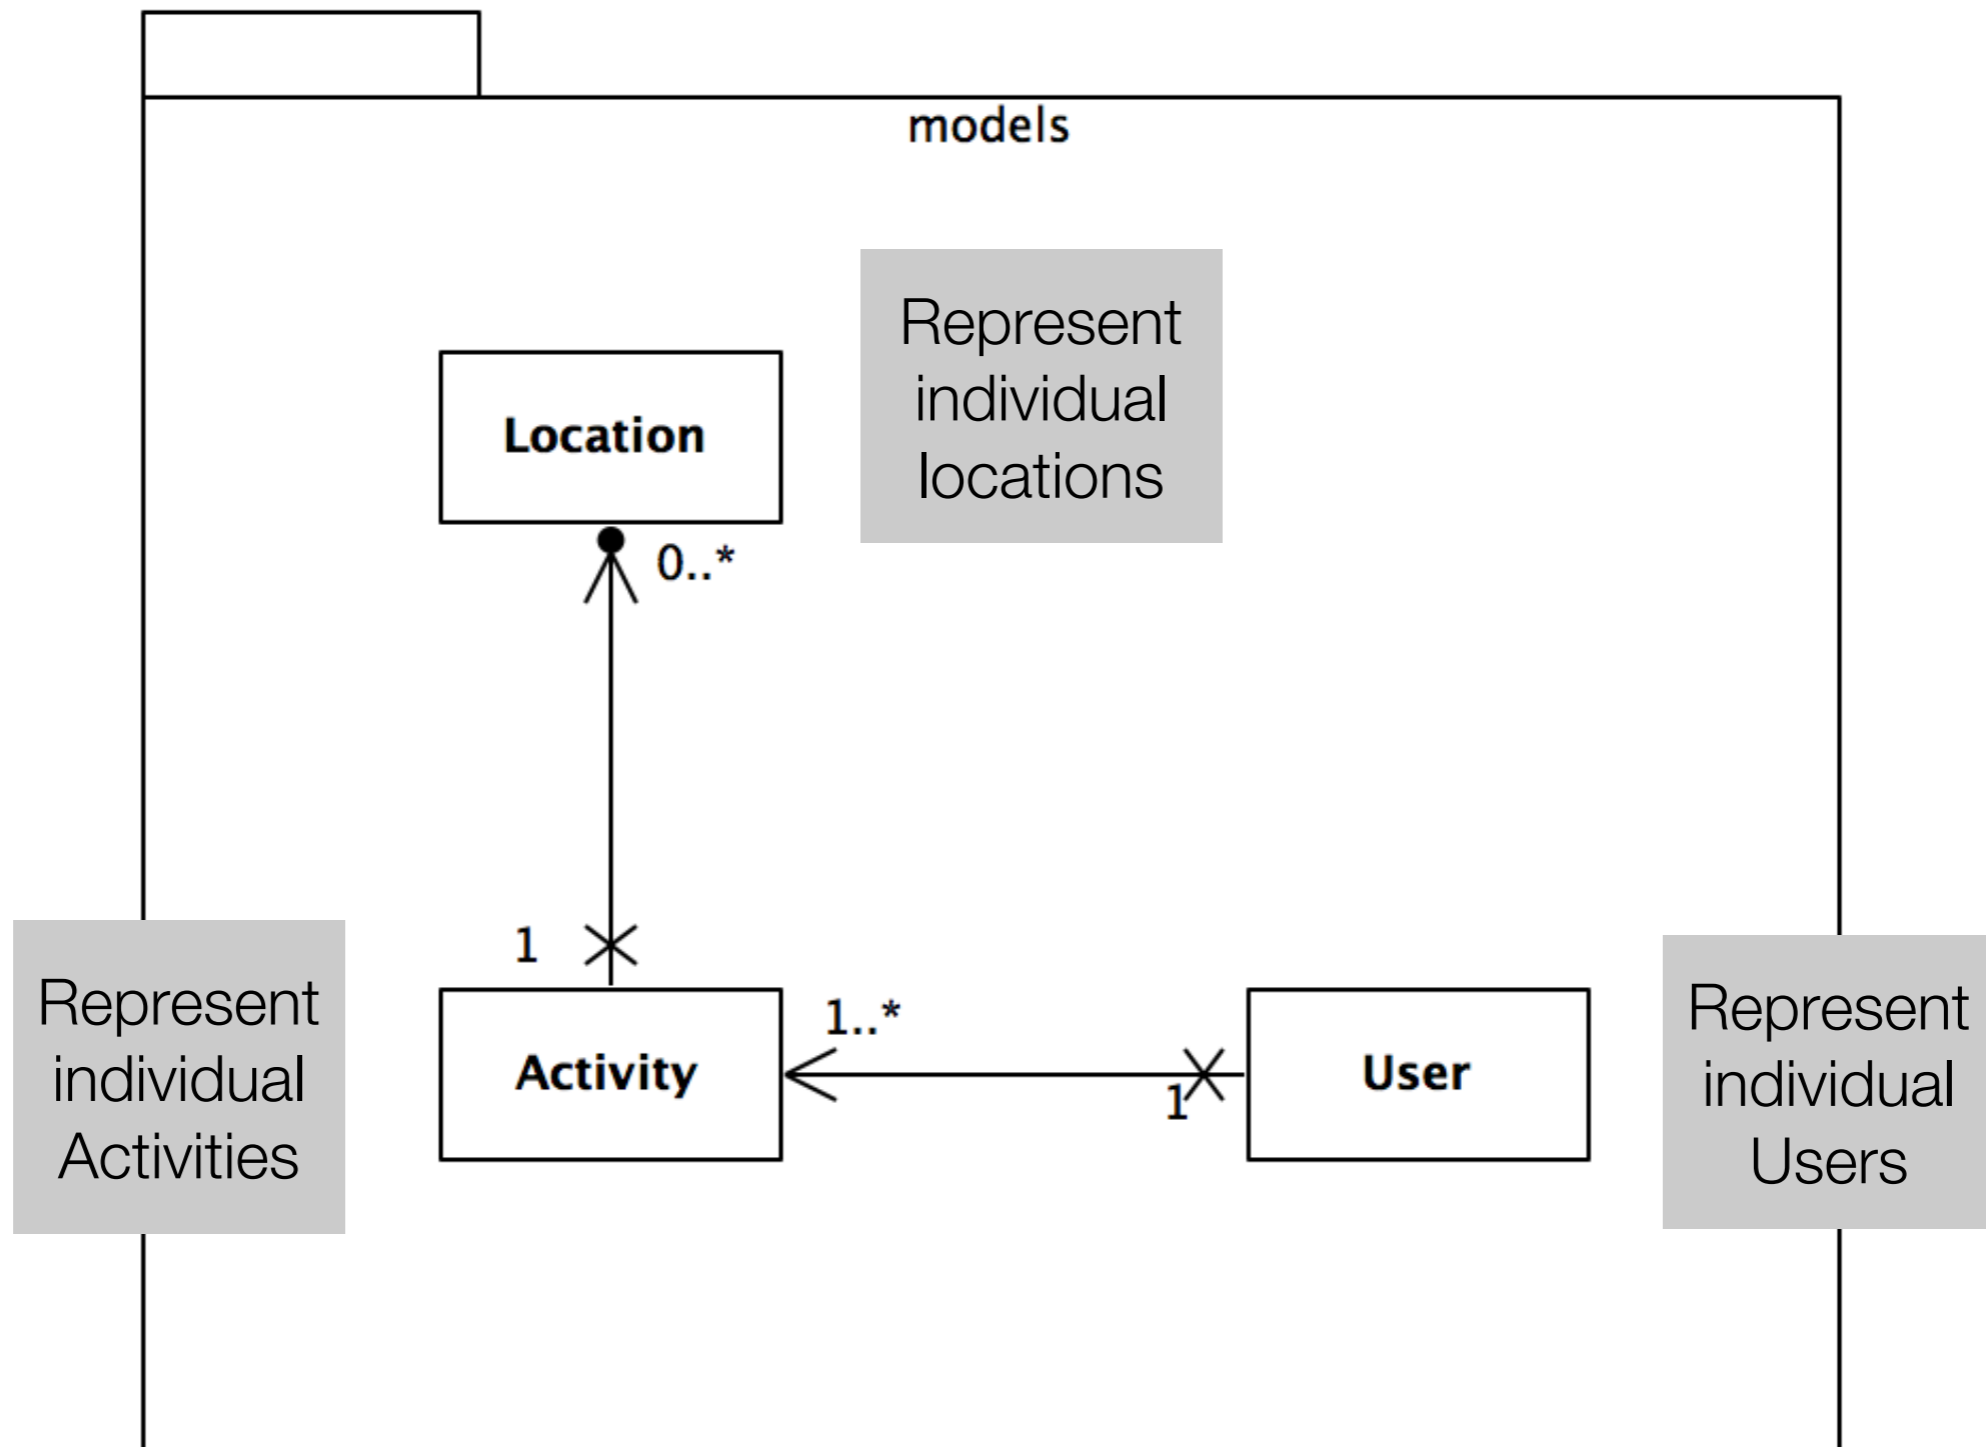 models
Represent
individual
locations
Location
0..*
1
Represent
individual
Activities
Activity
1..*
1
User
Represent
individual
Users